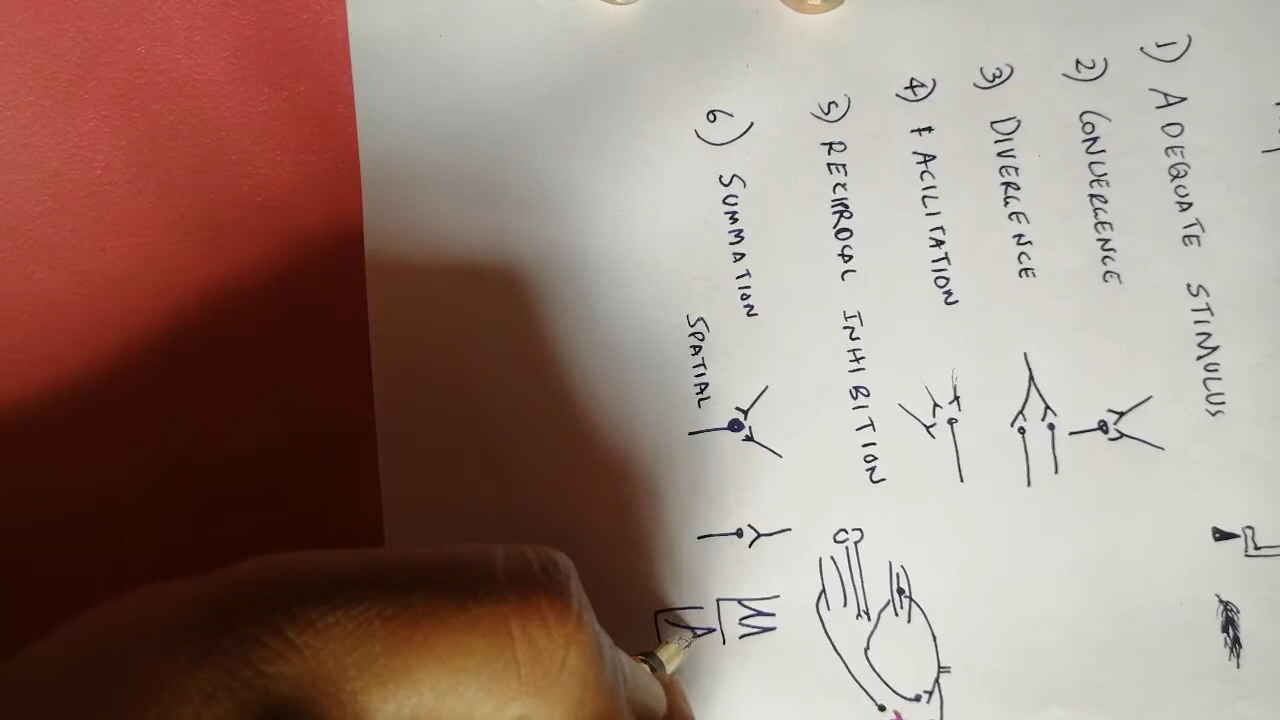 1) ADEQUATE STIMULUS
2) CONVERGENCE
3) DIVERGENCE
4) FACILITATION
5) RECIPROCAL INHIBITION
6) SUMMATION
SPATIAL